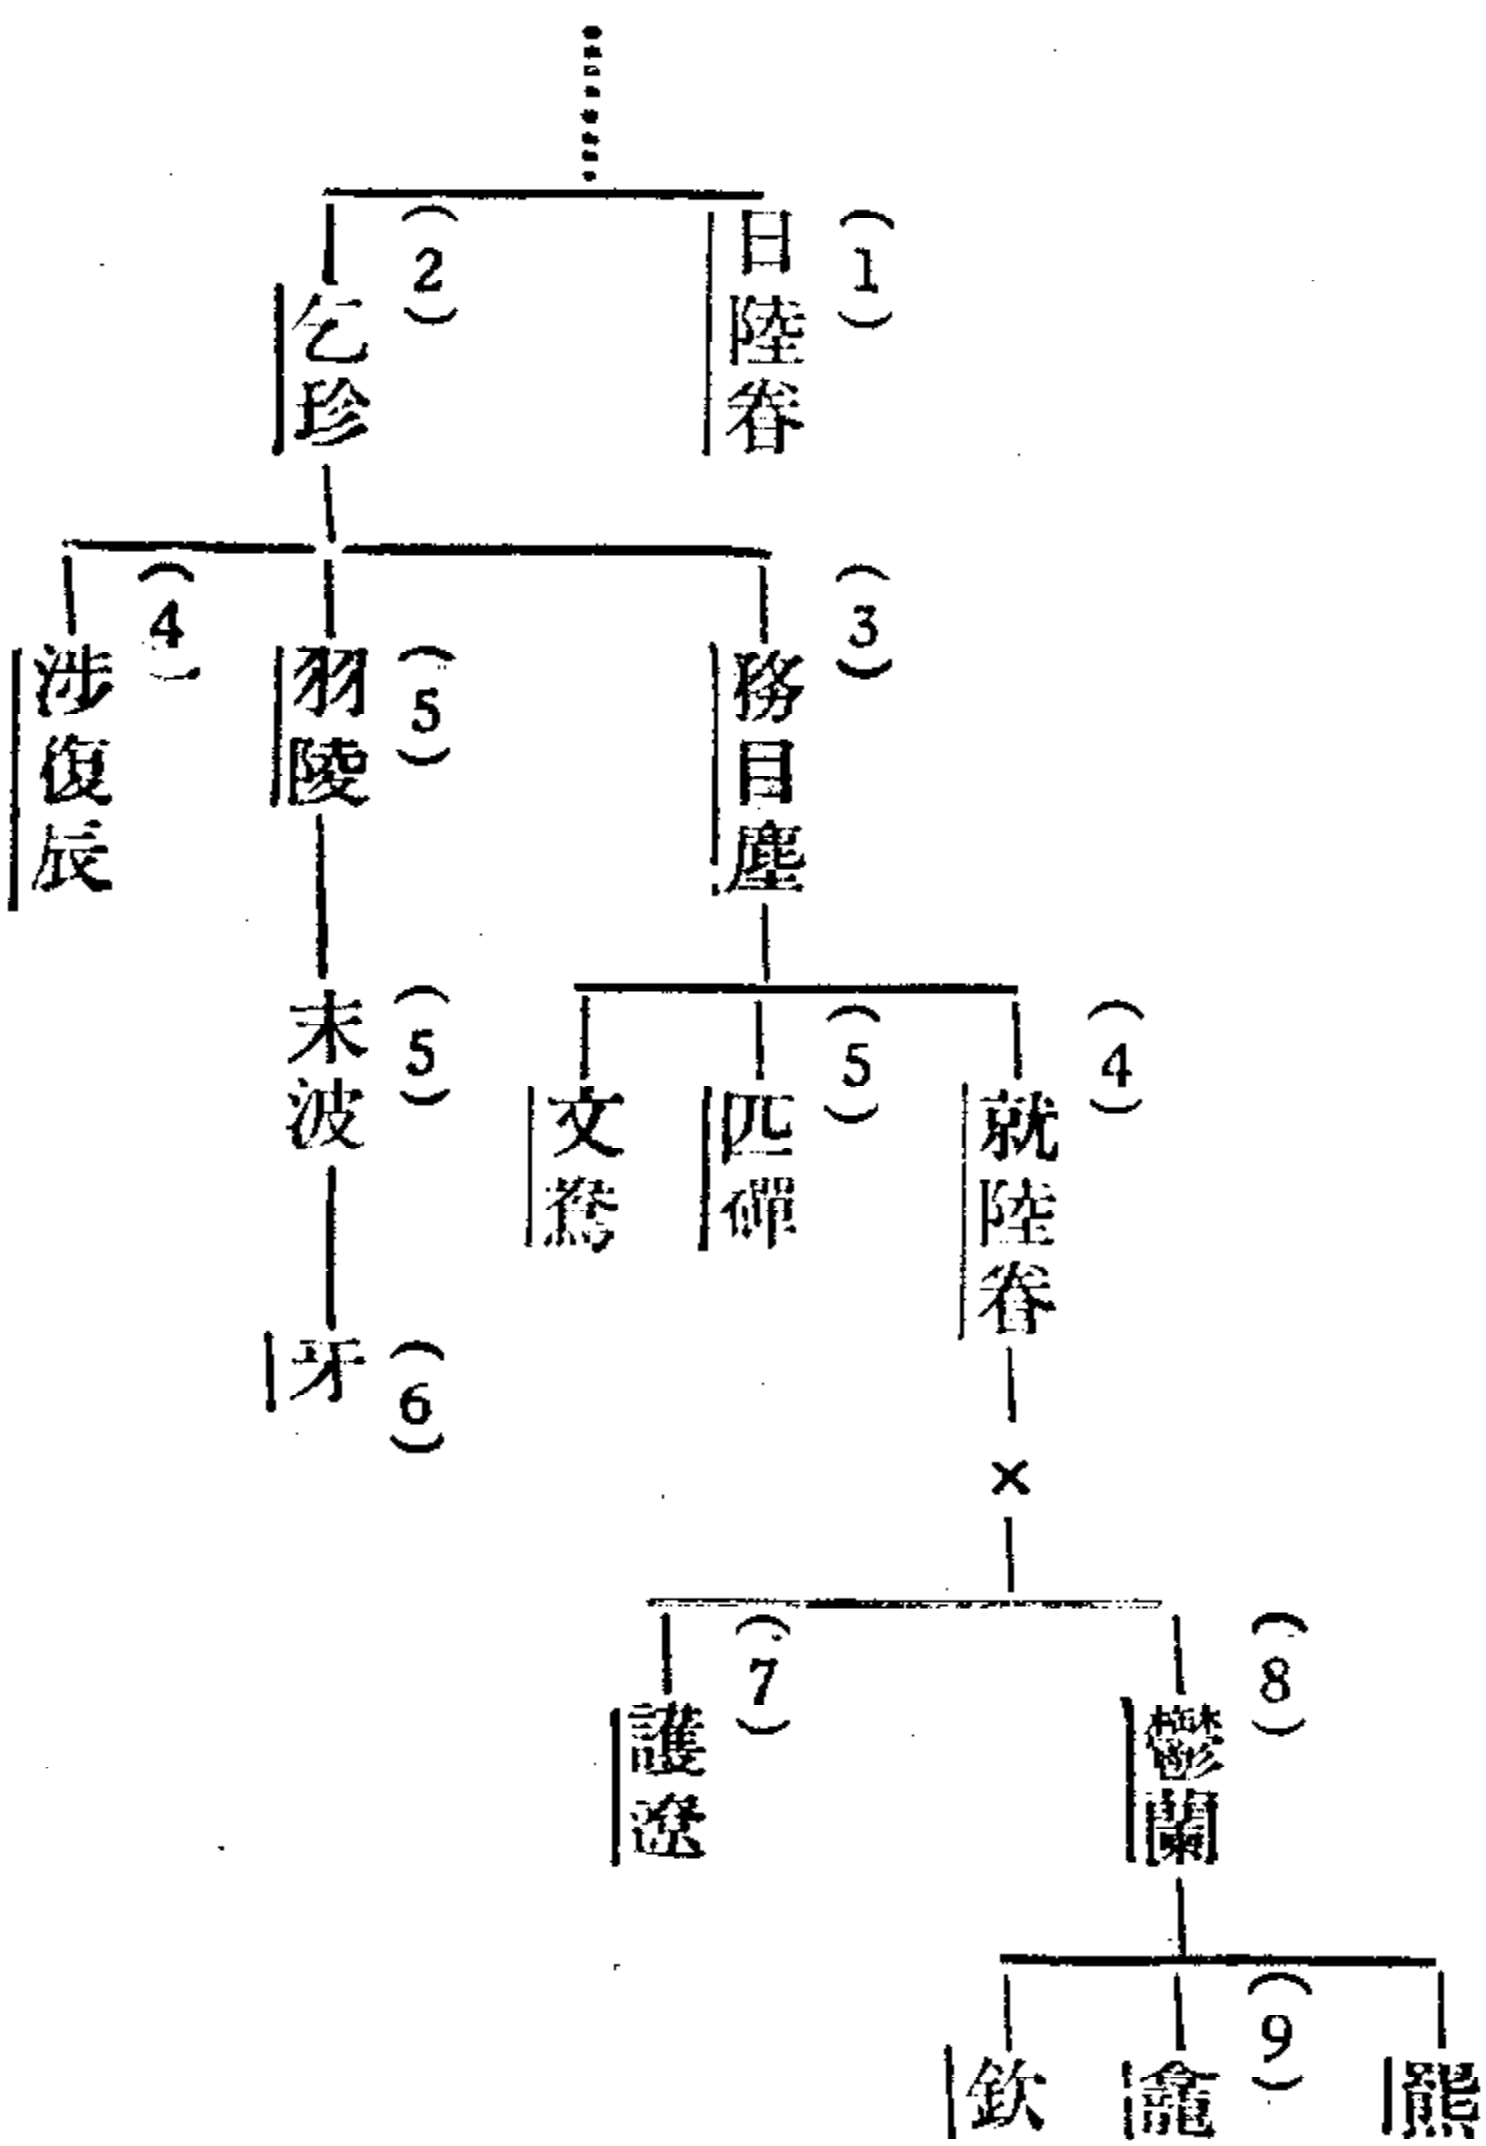 (1)
日陸眷
(2)
乞珍
(3)
務目塵
(5)
羽陵
(4)
涉復辰
(4)
就陸眷
(5)
匹磾
文鴦
(5)
末波
(6)
牙
×
(8)
鬱蘭
(7)
護遼
羆
(9)
龕
欽